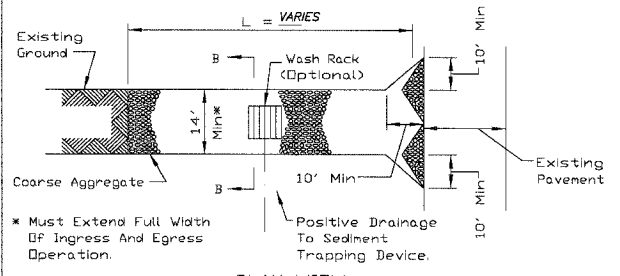 L = VARIES
10' Min
Existing
Ground
B
Wash Rack
(Optional)
14'
Min*
Coarse Aggregate
B
10' Min
10' Min
Existing
Pavement
* Must Extend Full Width
Of Ingress And Egress
Operation.
Positive Drainage
To Sediment
Trapping Device.